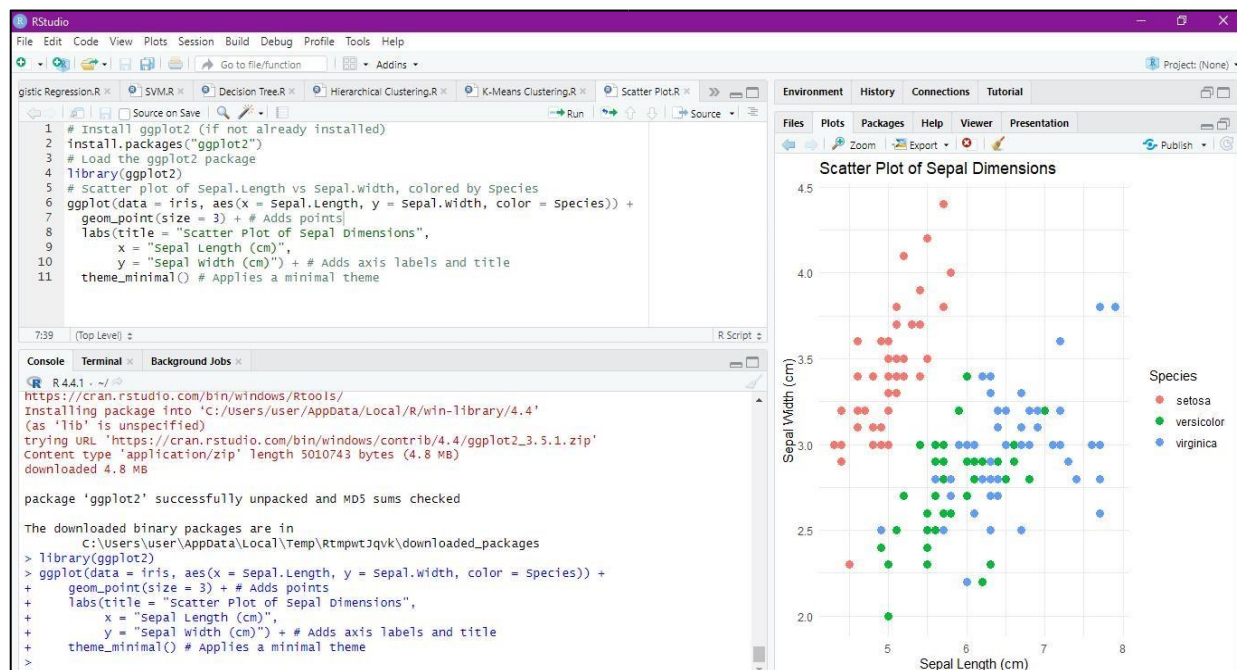 RStudio
File Edit Code View Plots Session Build Debug Profile Tools Help
Go to file/function Addins Project: (None)
gistic Regression.R SVM.R Decision Tree.R Hierarchical Clustering.R K-Means Clustering.R Scatter Plot.R
Source on Save Run Source
1 # Install ggplot2 (if not already installed)
2 install.packages("ggplot2")
3 # Load the ggplot2 package
4 library(ggplot2)
5 # Scatter plot of Sepal.Length vs Sepal.Width, colored by Species
6 ggplot(data = iris, aes(x = Sepal.Length, y = Sepal.Width, color = Species)) +
7 geom_point(size = 3) + # Adds points
8 labs(title = "Scatter Plot of Sepal Dimensions",
9 x = "Sepal Length (cm)",
10 y = "Sepal Width (cm)") + # Adds axis labels and title
11 theme_minimal() # Applies a minimal theme
7:39 (Top Level) R Script
Console Terminal Background Jobs
R R 4.4.1 · ~/
https://cran.rstudio.com/bin/windows/Rtools/
Installing package into ‘C:/Users/user/AppData/Local/R/win-library/4.4’
(as ‘lib’ is unspecified)
trying URL 'https://cran.rstudio.com/bin/windows/contrib/4.4/ggplot2_3.5.1.zip'
Content type 'application/zip' length 5010743 bytes (4.8 MB)
downloaded 4.8 MB
package ‘ggplot2’ successfully unpacked and MD5 sums checked
The downloaded binary packages are in
C:\Users\user\AppData\Local\Temp\RtmpwtJqvk\downloaded_packages
> library(ggplot2)
> ggplot(data = iris, aes(x = Sepal.Length, y = Sepal.Width, color = Species)) +
+ geom_point(size = 3) + # Adds points
+ labs(title = "Scatter Plot of Sepal Dimensions",
+ x = "Sepal Length (cm)",
+ y = "Sepal Width (cm)") + # Adds axis labels and title
+ theme_minimal() # Applies a minimal theme
>
Environment History Connections Tutorial
Files Plots Packages Help Viewer Presentation
Zoom Export Publish
Scatter Plot of Sepal Dimensions
4.5
4.0
3.5
3.0
2.5
2.0
Sepal Width (cm)
5 6 7 8
Sepal Length (cm)
Species
setosa
versicolor
virginica